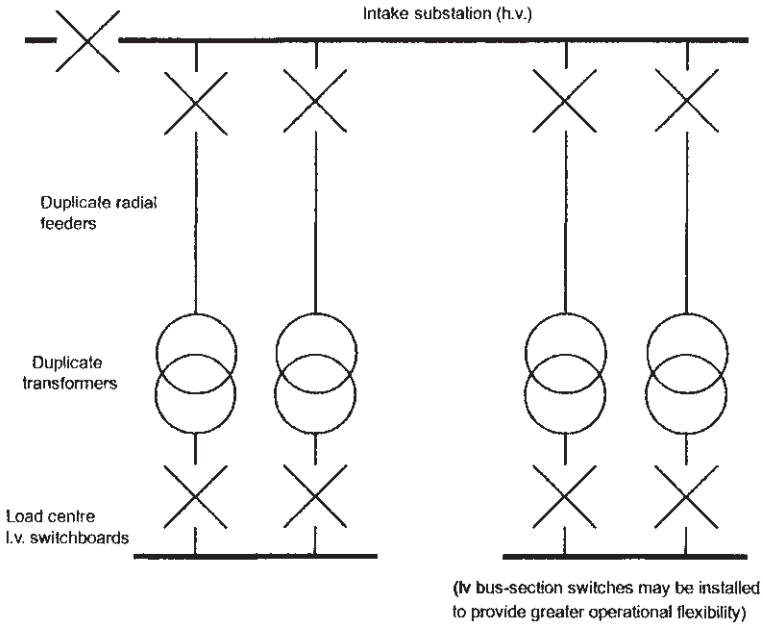 Intake substation (h.v.)
Duplicate radial
feeders
Duplicate
transformers
Load centre
l.v. switchboards
(lv bus-section switches may be installed
to provide greater operational flexibility)